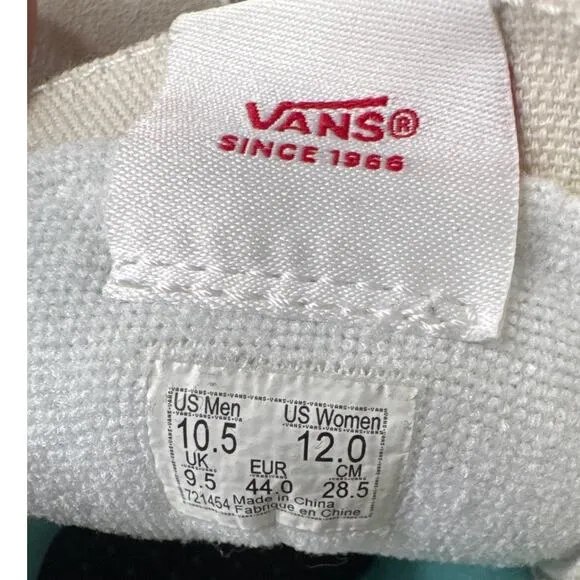 VANS®
SINCE 1966
US Men US Women
10.5 12.0
UK EUR CM
9.5 44.0 28.5
721454 Made in China
Fabrique en Chine